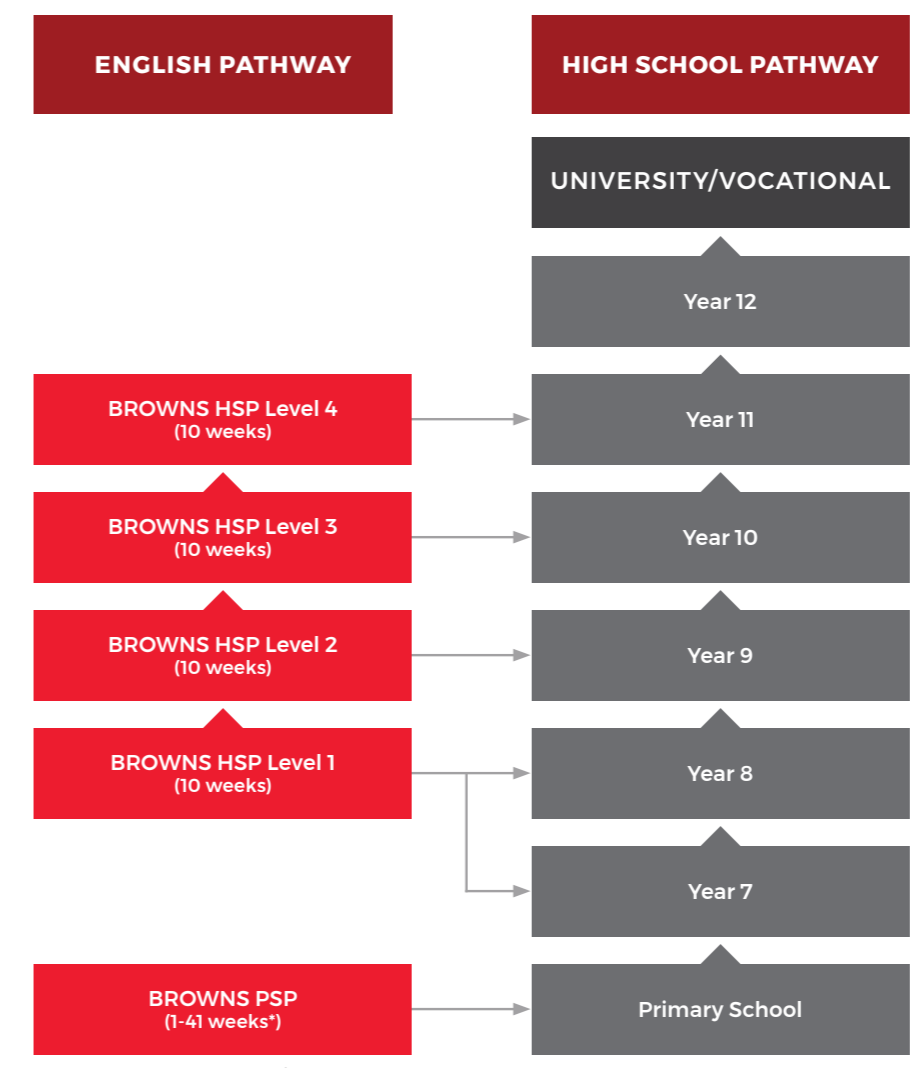 ENGLISH PATHWAY
HIGH SCHOOL PATHWAY
UNIVERSITY/VOCATIONAL
Year 12
BROWNS HSP Level 4
(10 weeks)
Year 11
BROWNS HSP Level 3
(10 weeks)
Year 10
BROWNS HSP Level 2
(10 weeks)
Year 9
BROWNS HSP Level 1
(10 weeks)
Year 8
Year 7
BROWNS PSP
(1-41 weeks*)
Primary School